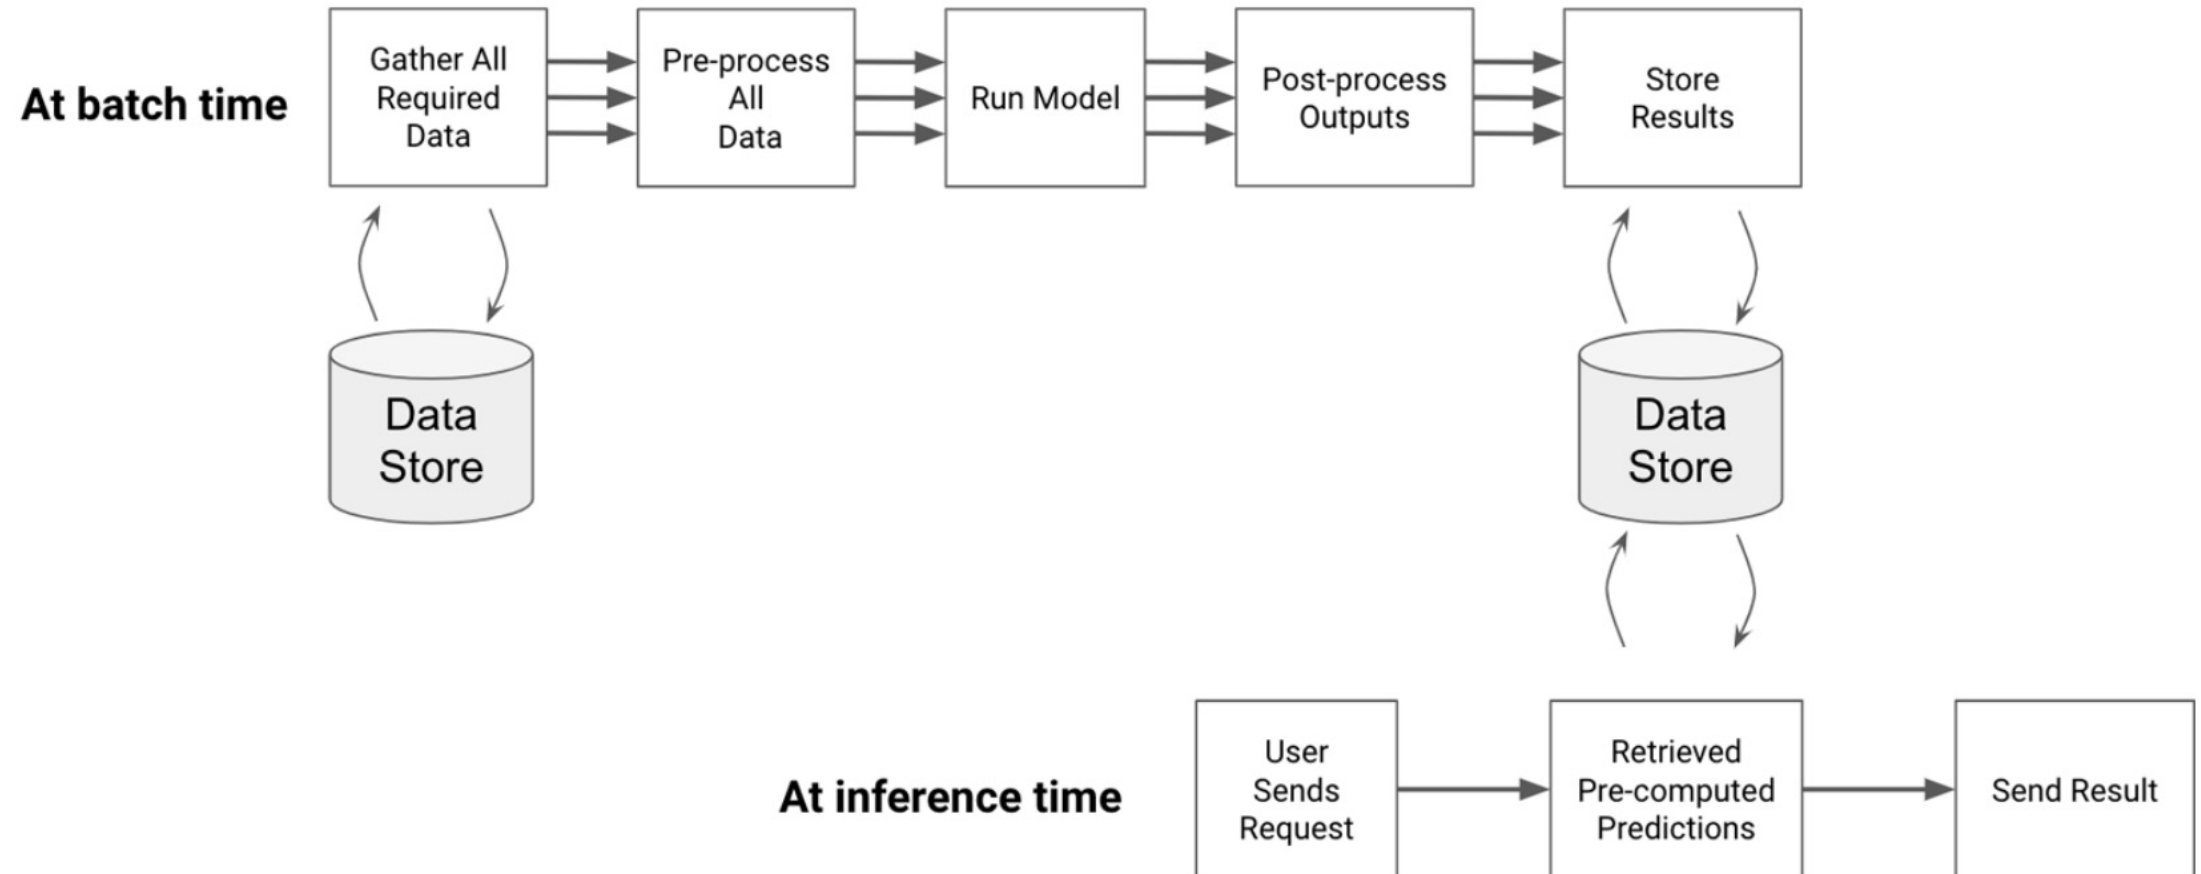 At batch time
Gather All
Required
Data
Pre-process
All
Data
Run Model
Post-process
Outputs
Store
Results
Data
Store
Data
Store
At inference time
User
Sends
Request
Retrieved
Pre-computed
Predictions
Send Result